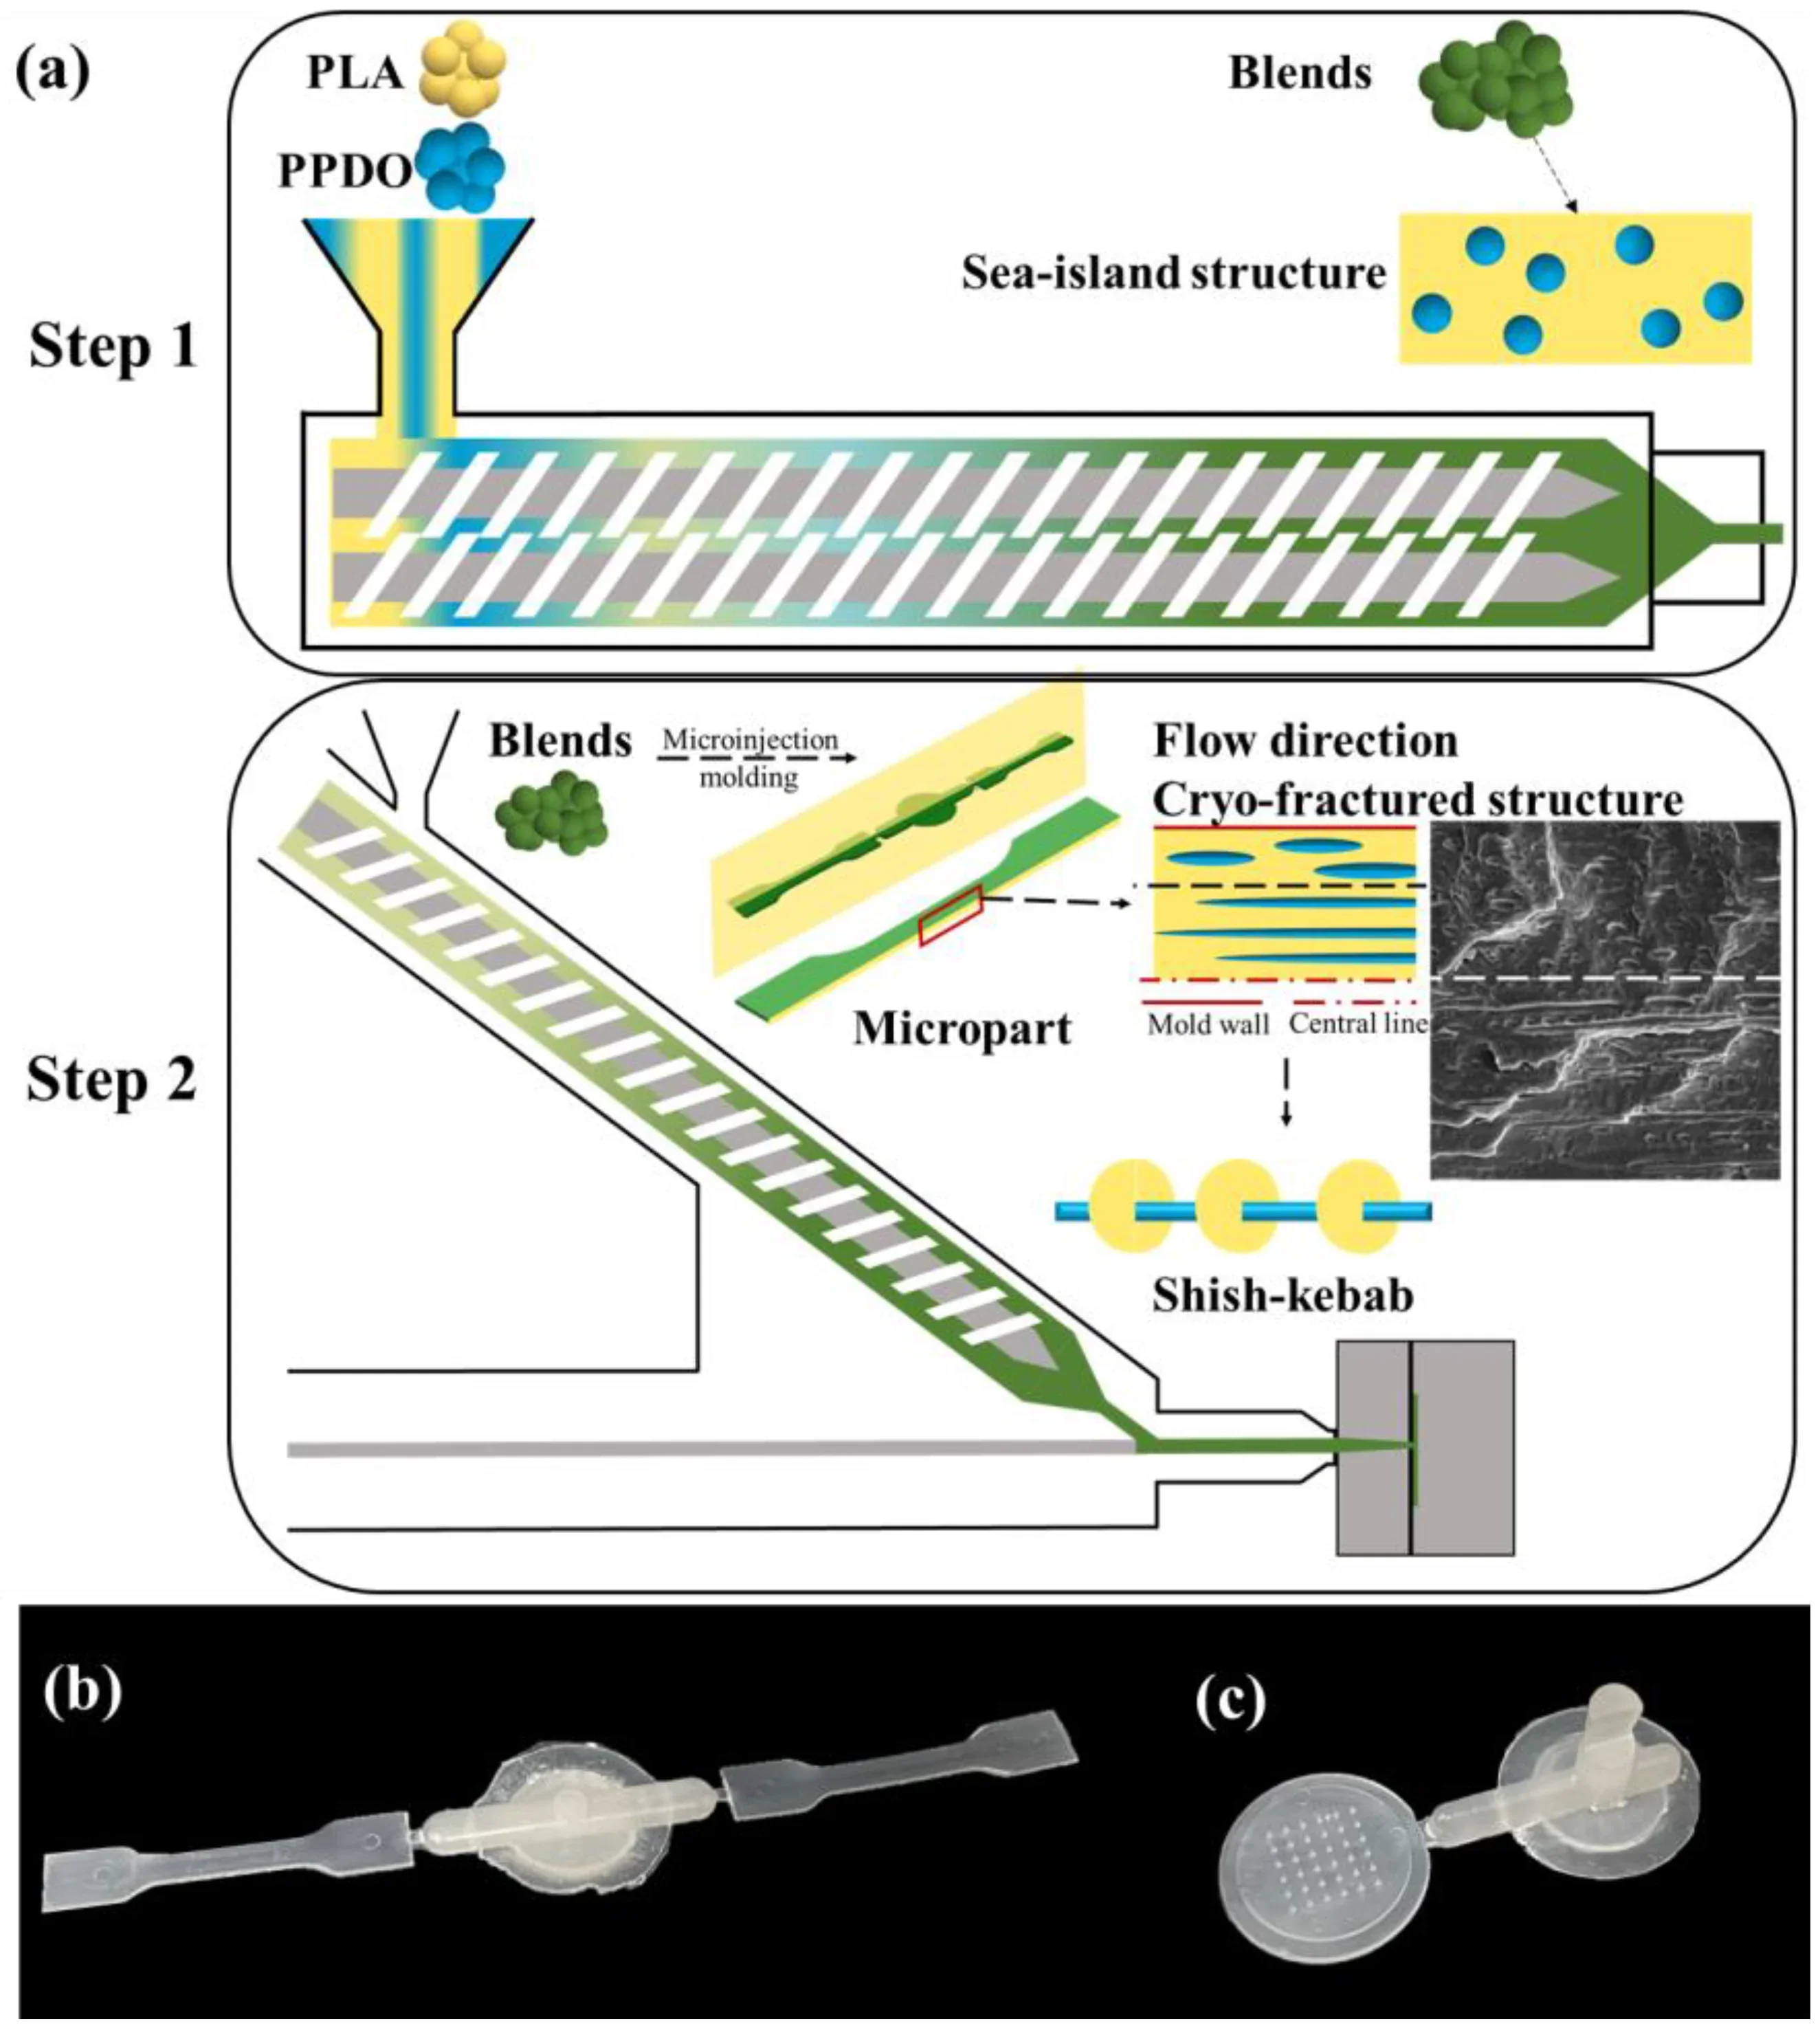 (a)
PLA
PPDO
Blends
Sea-island structure
Step 1
Blends
Microinjection
molding
Flow direction
Cryo-fractured structure
Micropart
Mold wall
Central line
Step 2
Shish-kebab
(b)
(c)